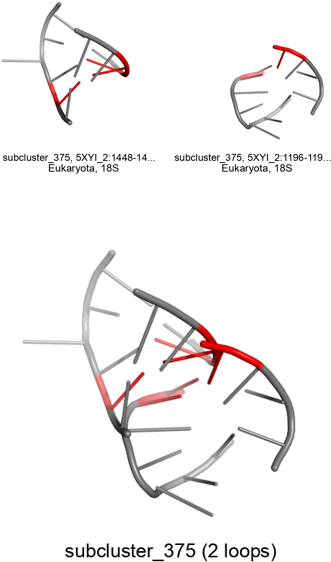 subcluster_375, 5XYI_2:1448-14...
Eukaryota, 18S
subcluster_375, 5XYI_2:1196-119...
Eukaryota, 18S
subcluster_375 (2 loops)